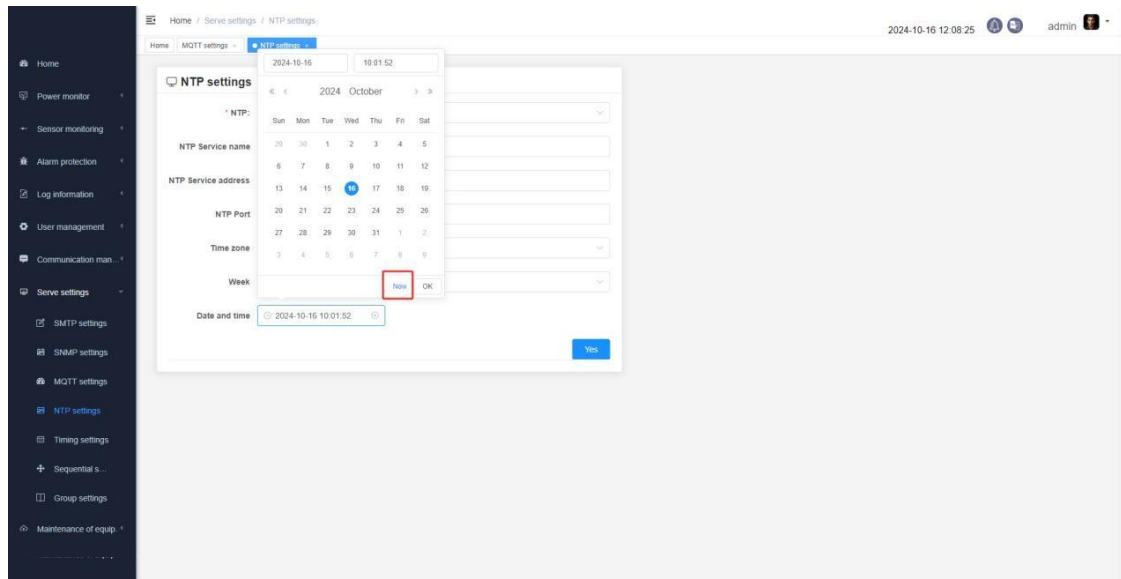 Home / Serve settings / NTP settings
2024-10-16 12:08:25
admin
Home
MQTT settings
NTP settings
Home
Power monitor
Sensor monitoring
Alarm protection
Log information
User management
Communication man...
Serve settings
SMTP settings
SNMP settings
MQTT settings
NTP settings
Timing settings
Sequential s...
Group settings
Maintenance of equip.
NTP settings
* NTP:
NTP Service name
NTP Service address
NTP Port
Time zone
Week
Date and time
2024-10-16 10:01:52
Yes
2024-10-16 10:01:52
« < 2024 October > »
Sun Mon Tue Wed Thu Fri Sat
29 30 1 2 3 4 5
6 7 8 9 10 11 12
13 14 15 16 17 18 19
20 21 22 23 24 25 26
27 28 29 30 31 1 2
3 4 5 6 7 8 9
Now OK